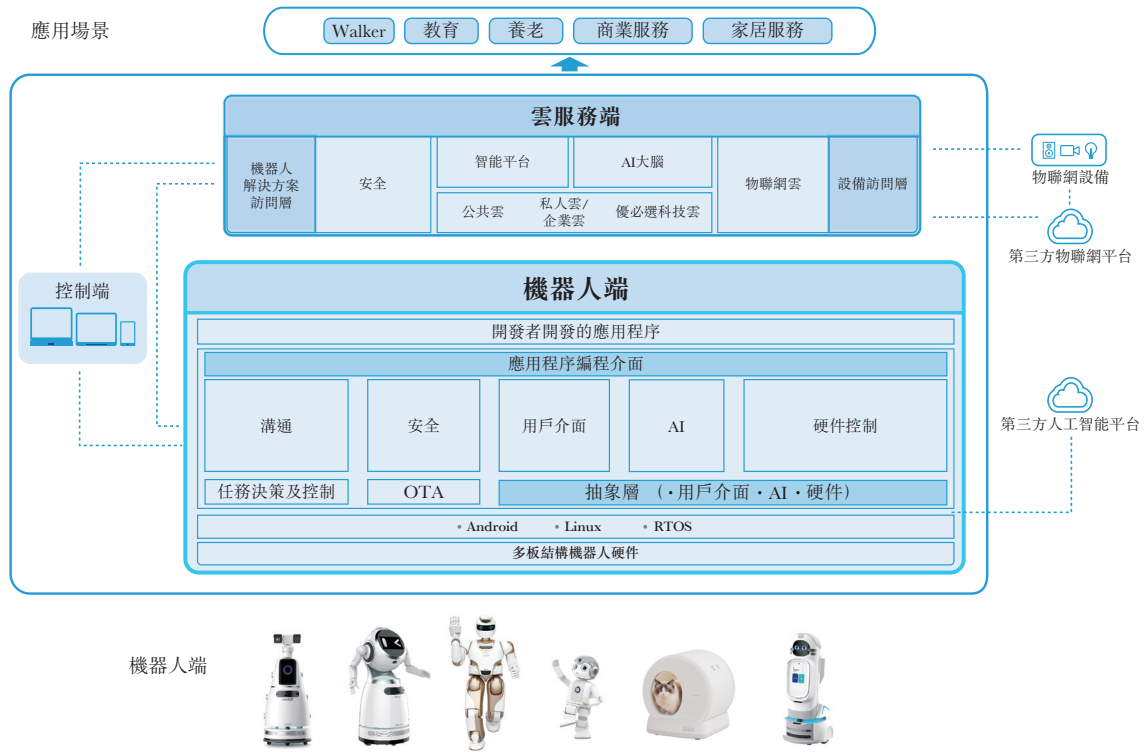 應用場景
Walker
教育
養老
商業服務
家居服務
雲服務端
機器人
解決方案
訪問層
安全
智能平台
AI大腦
公共雲
私人雲/
企業雲
優必選科技雲
物聯網雲
設備訪問層
物聯網設備
第三方物聯網平台
控制端
機器人端
開發者開發的應用程序
應用程序編程介面
溝通
安全
用戶介面
AI
硬件控制
任務決策及控制
OTA
抽象層 (·用戶介面·AI·硬件)
• Android • Linux • RTOS
多板結構機器人硬件
第三方人工智能平台
機器人端